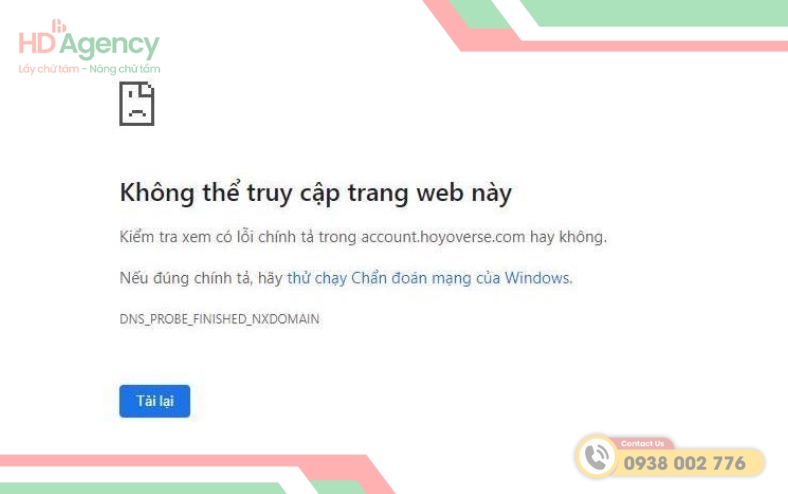 HD Agency
Lấy chữ tâm - Nâng chữ tầm
Không thể truy cập trang web này
Kiểm tra xem có lỗi chính tả trong account.hoyoverse.com hay không.
Nếu đúng chính tả, hãy thử chạy Chẩn đoán mạng của Windows.
DNS_PROBE_FINISHED_NXDOMAIN
Tải lại
Contact Us
0938 002 776